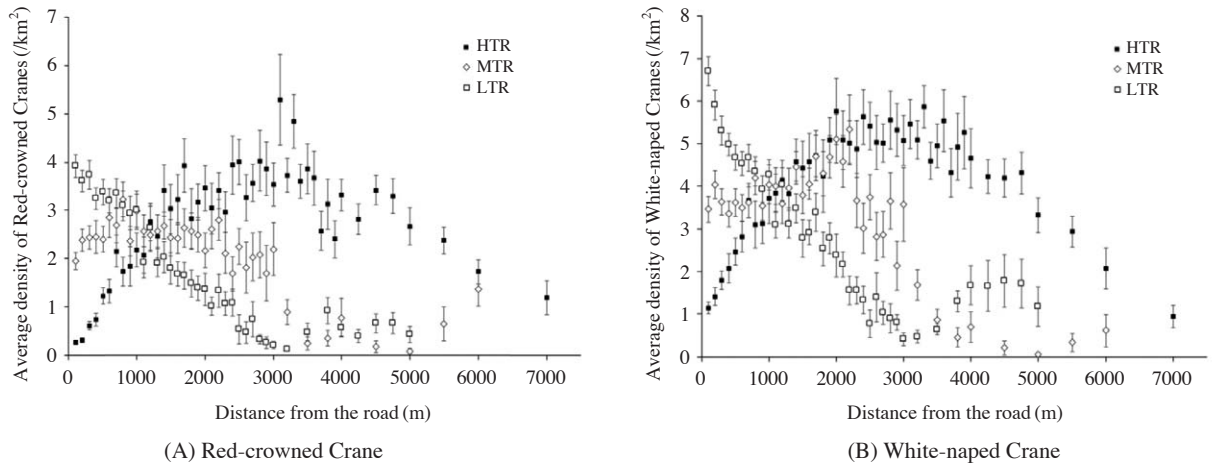 7
6
5
4
3
2
1
0
Average density of Red-crowned Cranes (/km²)
HTR
MTR
LTR
0 1000 2000 3000 4000 5000 6000 7000
Distance from the road (m)
(A) Red-crowned Crane
8
7
6
5
4
3
2
1
0
Average density of White-naped Cranes (/km²)
HTR
MTR
LTR
0 1000 2000 3000 4000 5000 6000 7000
Distance from the road (m)
(B) White-naped Crane